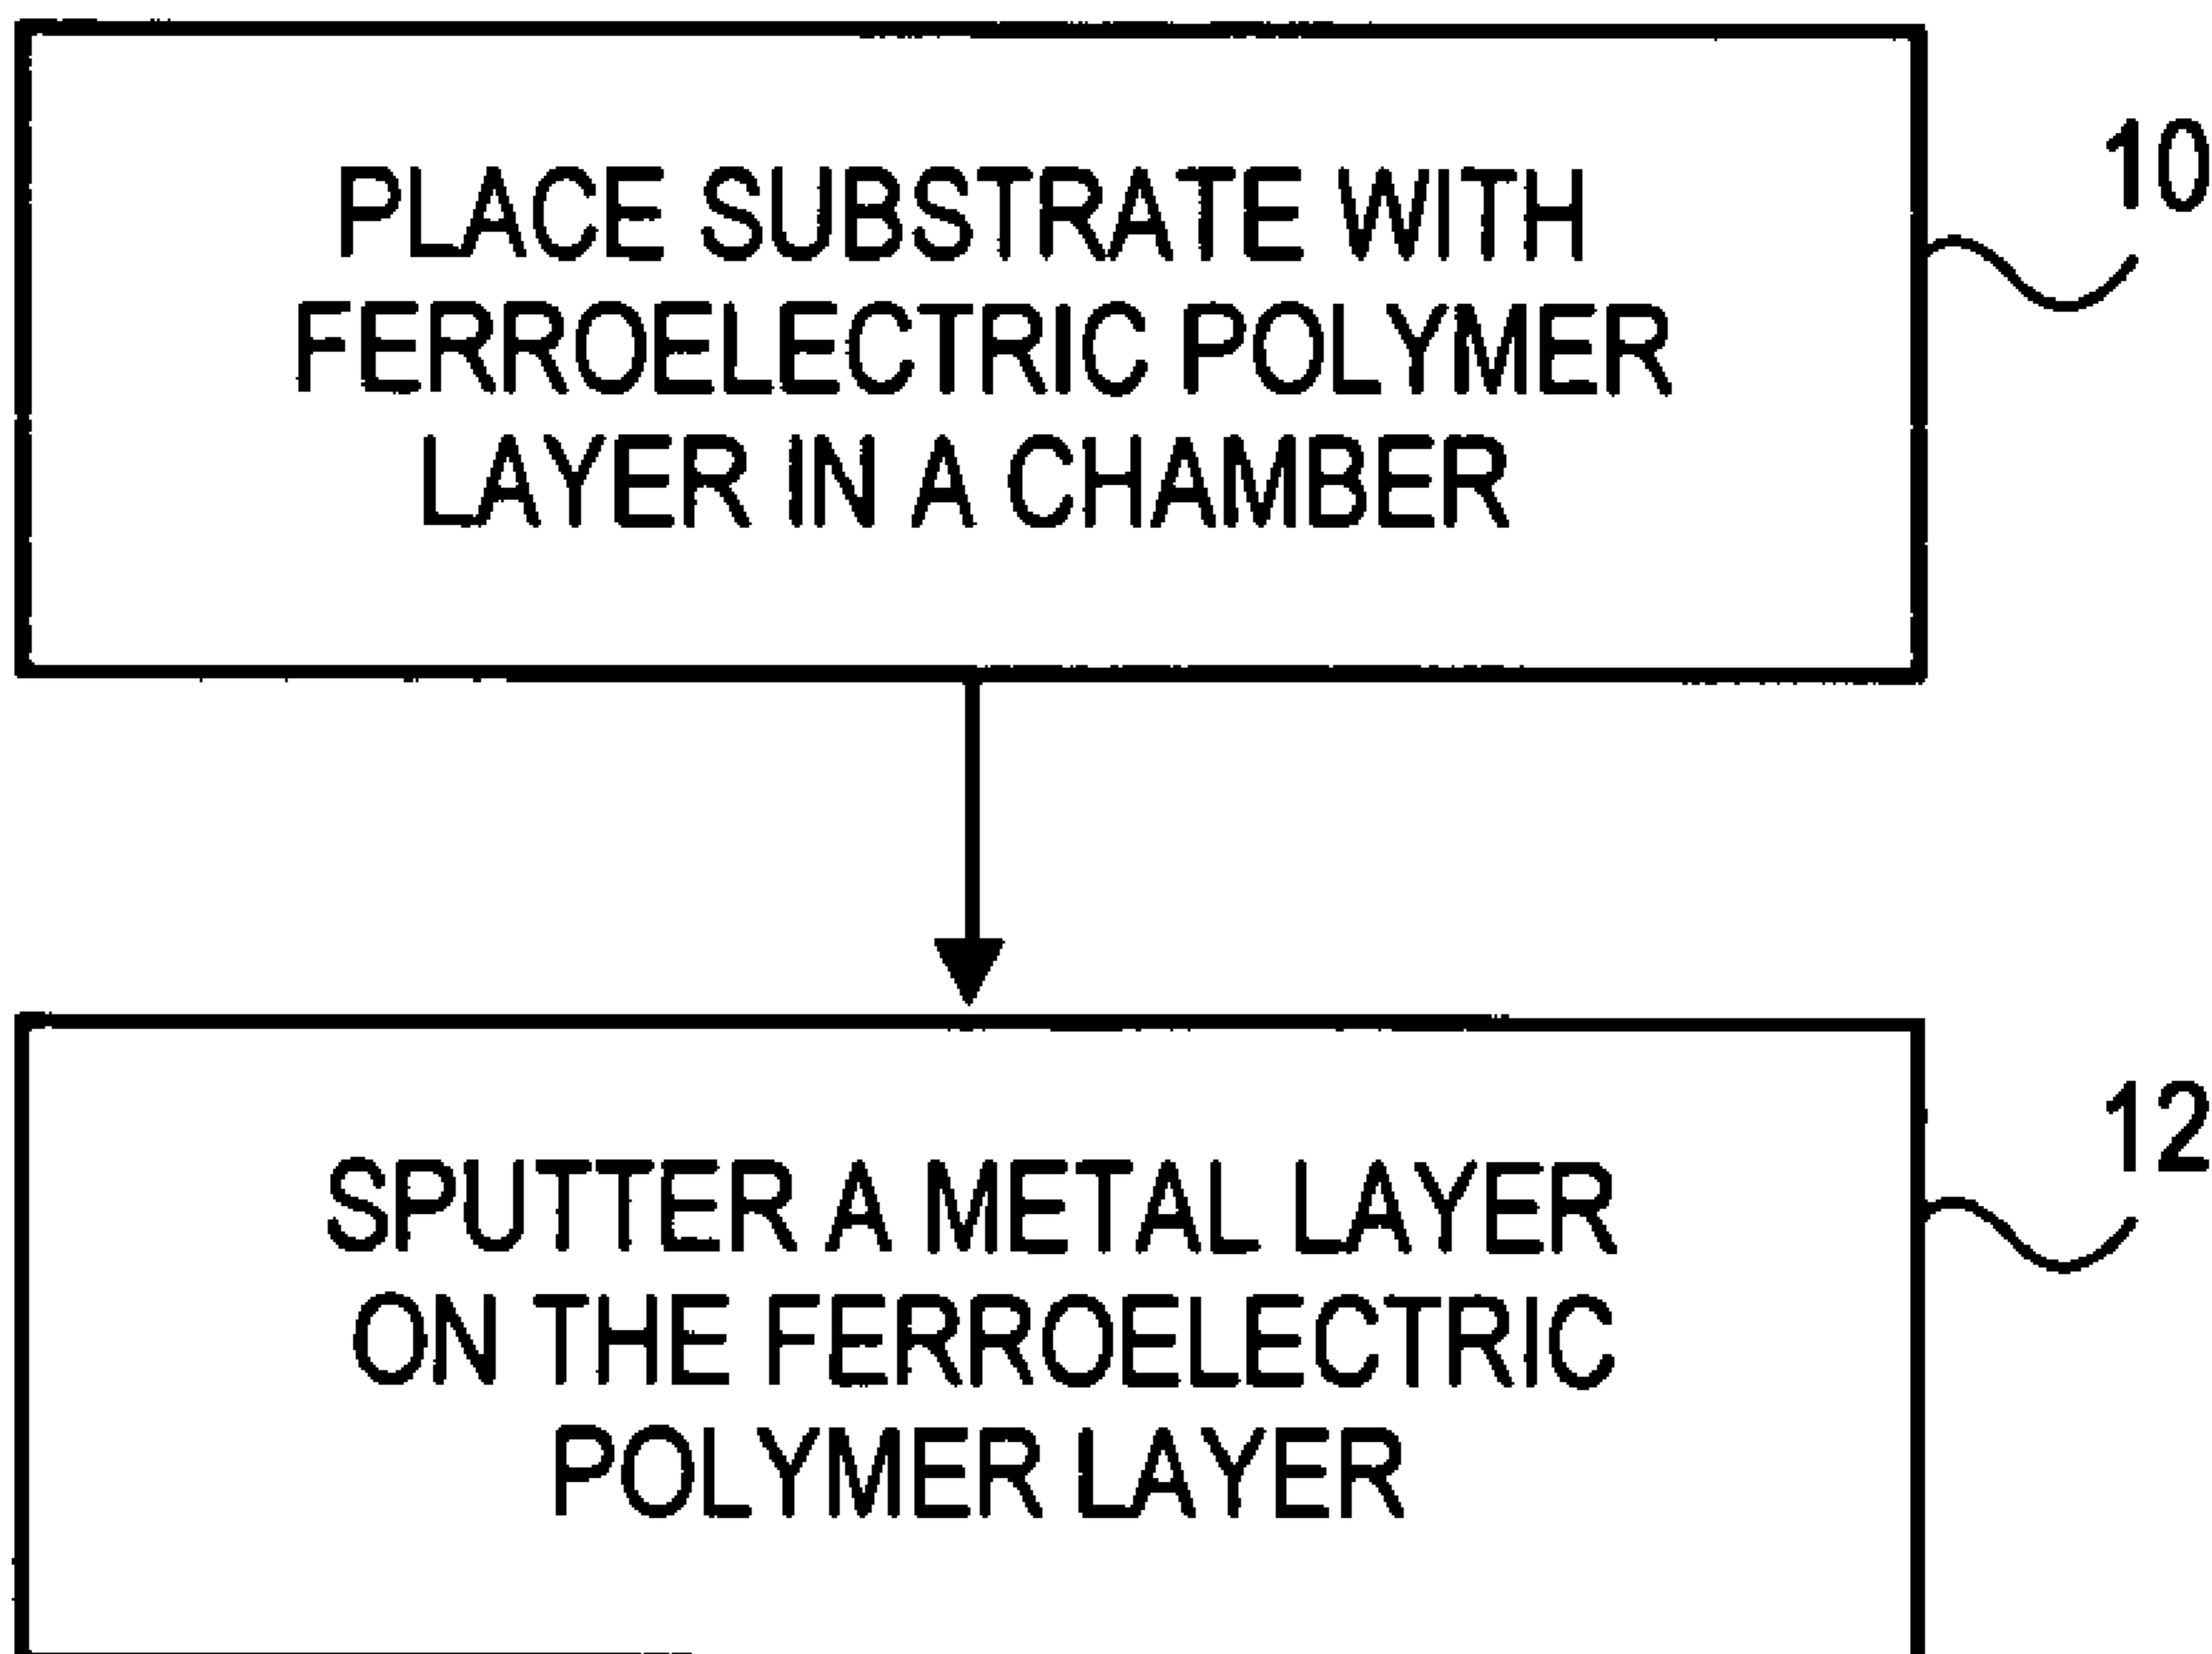 PLACE SUBSTRATE WITH
FERROELECTRIC POLYMER
LAYER IN A CHAMBER
10
SPUTTER A METAL LAYER
ON THE FERROELECTRIC
POLYMER LAYER
12